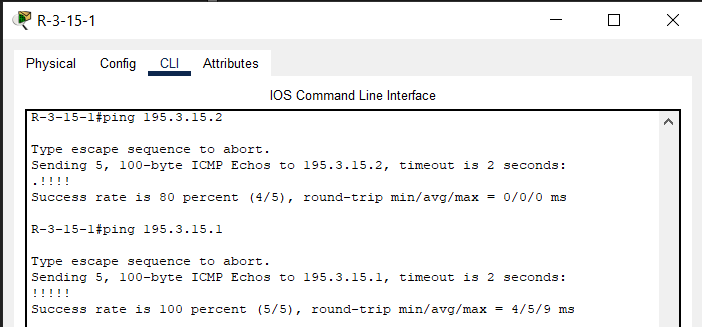 R-3-15-1
Physical Config CLI Attributes
IOS Command Line Interface
R-3-15-1#ping 195.3.15.2
Type escape sequence to abort.
Sending 5, 100-byte ICMP Echos to 195.3.15.2, timeout is 2 seconds:
.!!!!
Success rate is 80 percent (4/5), round-trip min/avg/max = 0/0/0 ms
R-3-15-1#ping 195.3.15.1
Type escape sequence to abort.
Sending 5, 100-byte ICMP Echos to 195.3.15.1, timeout is 2 seconds:
!!!!!
Success rate is 100 percent (5/5), round-trip min/avg/max = 4/5/9 ms